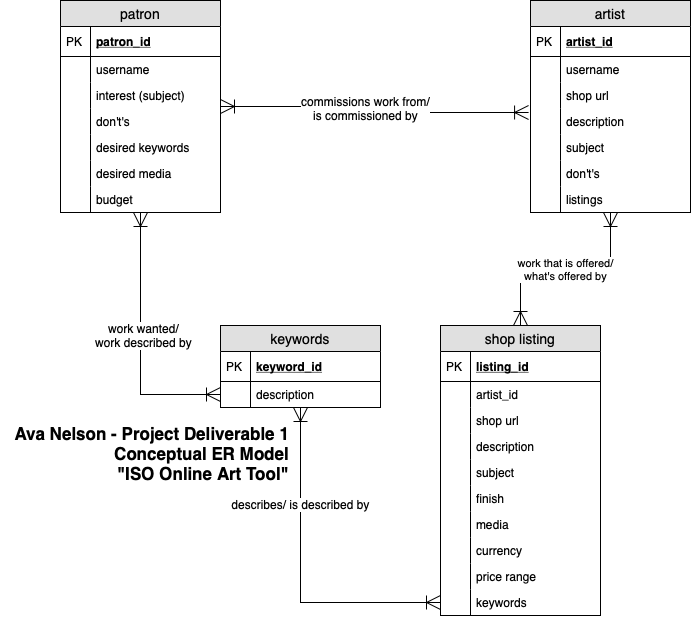 patron
PK patron_id
username
interest (subject)
don't's
desired keywords
desired media
budget
commissions work from/
is commissioned by
artist
PK artist_id
username
shop url
description
subject
don't's
listings
work that is offered/
what's offered by
work wanted/
work described by
keywords
PK keyword_id
description
shop listing
PK listing_id
artist_id
shop url
description
subject
finish
media
currency
price range
keywords
Ava Nelson - Project Deliverable 1
Conceptual ER Model
"ISO Online Art Tool"
describes/ is described by